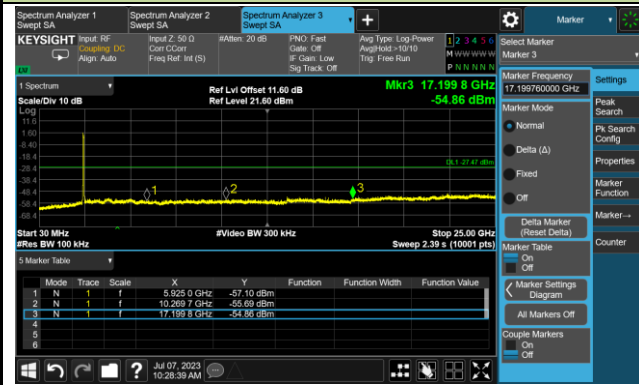 Spectrum Analyzer 1
Swept SA
Spectrum Analyzer 2
Swept SA
Spectrum Analyzer 3
Swept SA
+
Marker
KEYSIGHT
Input: RF
Coupling: DC
Align: Auto
Input Z: 50 Ω
Corr CCorr
Freq Ref: Int (S)
#Atten: 20 dB
PNO: Fast
Gate: Off
IF Gain: Low
Sig Track: Off
Avg Type: Log-Power
Avg|Hold:>10/10
Trig: Free Run
1 2 3 4 5 6
M W W W W W
P N N N N N
Select Marker
Marker 3
1 Spectrum
Scale/Div 10 dB
Log
Ref Lvl Offset 11.60 dB
Ref Level 21.60 dBm
Mkr3 17.199 8 GHz
-54.86 dBm
11.6
1.60
-8.40
-18.4
-28.4
-38.4
-48.4
-58.4
-68.4
DL1 -27.47 dBm
1
2
3
Start 30 MHz
#Res BW 100 kHz
#Video BW 300 kHz
Stop 25.00 GHz
Sweep 2.39 s (10001 pts)
5 Marker Table
Mode Trace Scale X Y Function Function Width Function Value
1 N 1 f 5.925 0 GHz -57.10 dBm
2 N 1 f 10.269 7 GHz -55.69 dBm
3 N 1 f 17.199 8 GHz -54.86 dBm
4
5
6
Marker Frequency
17.199760000 GHz
Marker Mode
Normal
Delta (Δ)
Fixed
Off
Delta Marker
(Reset Delta)
Marker Table
On
Off
Marker Settings
Diagram
All Markers Off
Couple Markers
On
Off
Settings
Peak
Search
Pk Search
Config
Properties
Marker
Function
Marker→
Counter
?
Jul 07, 2023
10:28:39 AM